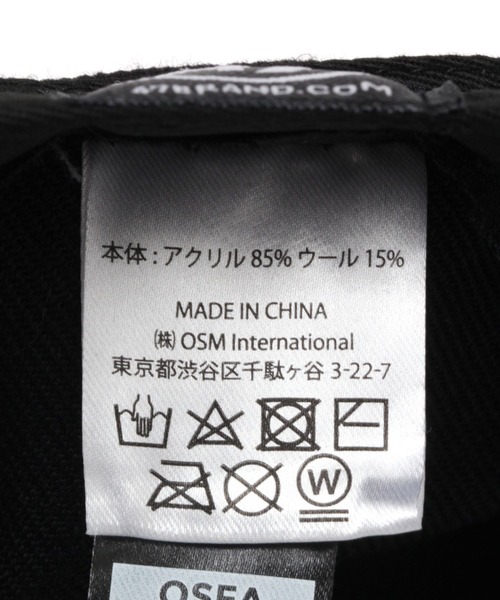 47BRAND.COM
本体：アクリル 85% ウール 15%
MADE IN CHINA
㈱ OSM International
東京都渋谷区千駄ヶ谷 3-22-7
W
OSFA